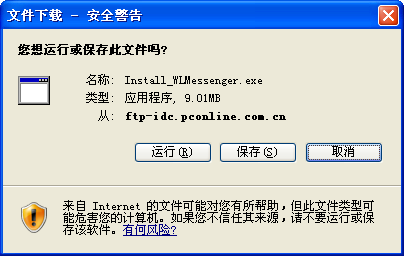 文件下载 - 安全警告
您想运行或保存此文件吗?
名称: Install_WLMessenger.exe
类型: 应用程序, 9.01MB
从: ftp-idc.pconline.com.cn
运行(R) 保存(S) 取消
来自 Internet 的文件可能对您有所帮助,但此文件类型可
能危害您的计算机。如果您不信任其来源,请不要运行或保
存该软件。有何风险?